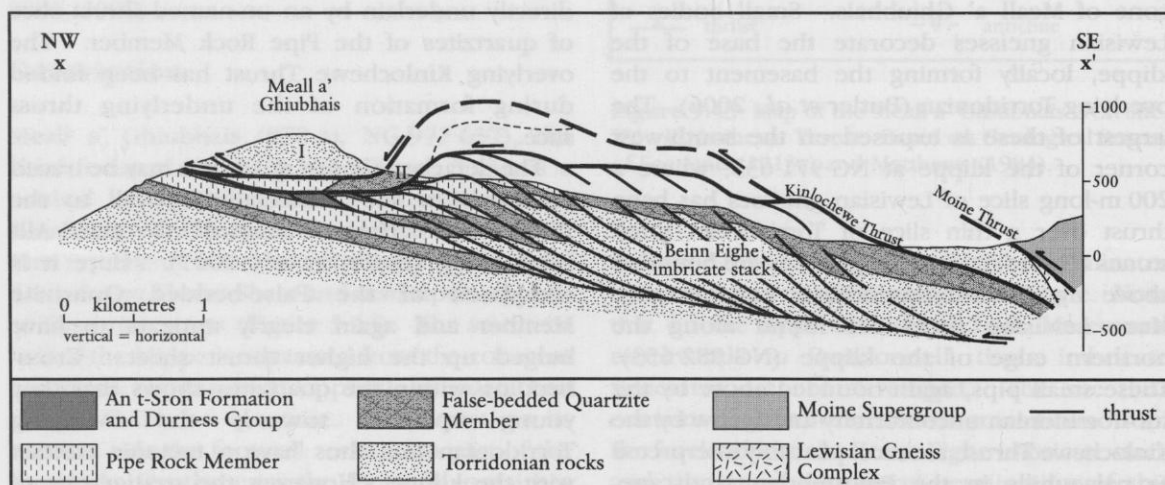 NW
x
SE
x'
Meall a'
Ghiubhais
I
II
Kinlochewe Thrust
Moine Thrust
Beinn Eighe
imbricate stack
1000
500
0
-500
0 kilometre 1
vertical = horizontal
An t-Sron Formation
and Durness Group
Pipe Rock Member
False-bedded Quartzite
Member
Torridonian rocks
Moine Supergroup
Lewisian Gneiss
Complex
thrust